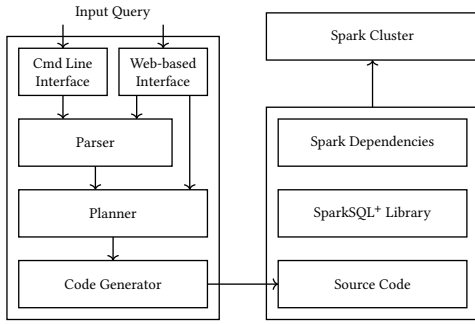 Input Query
Cmd Line
Interface
Web-based
Interface
Parser
Planner
Code Generator
Spark Cluster
Spark Dependencies
SparkSQL⁺ Library
Source Code